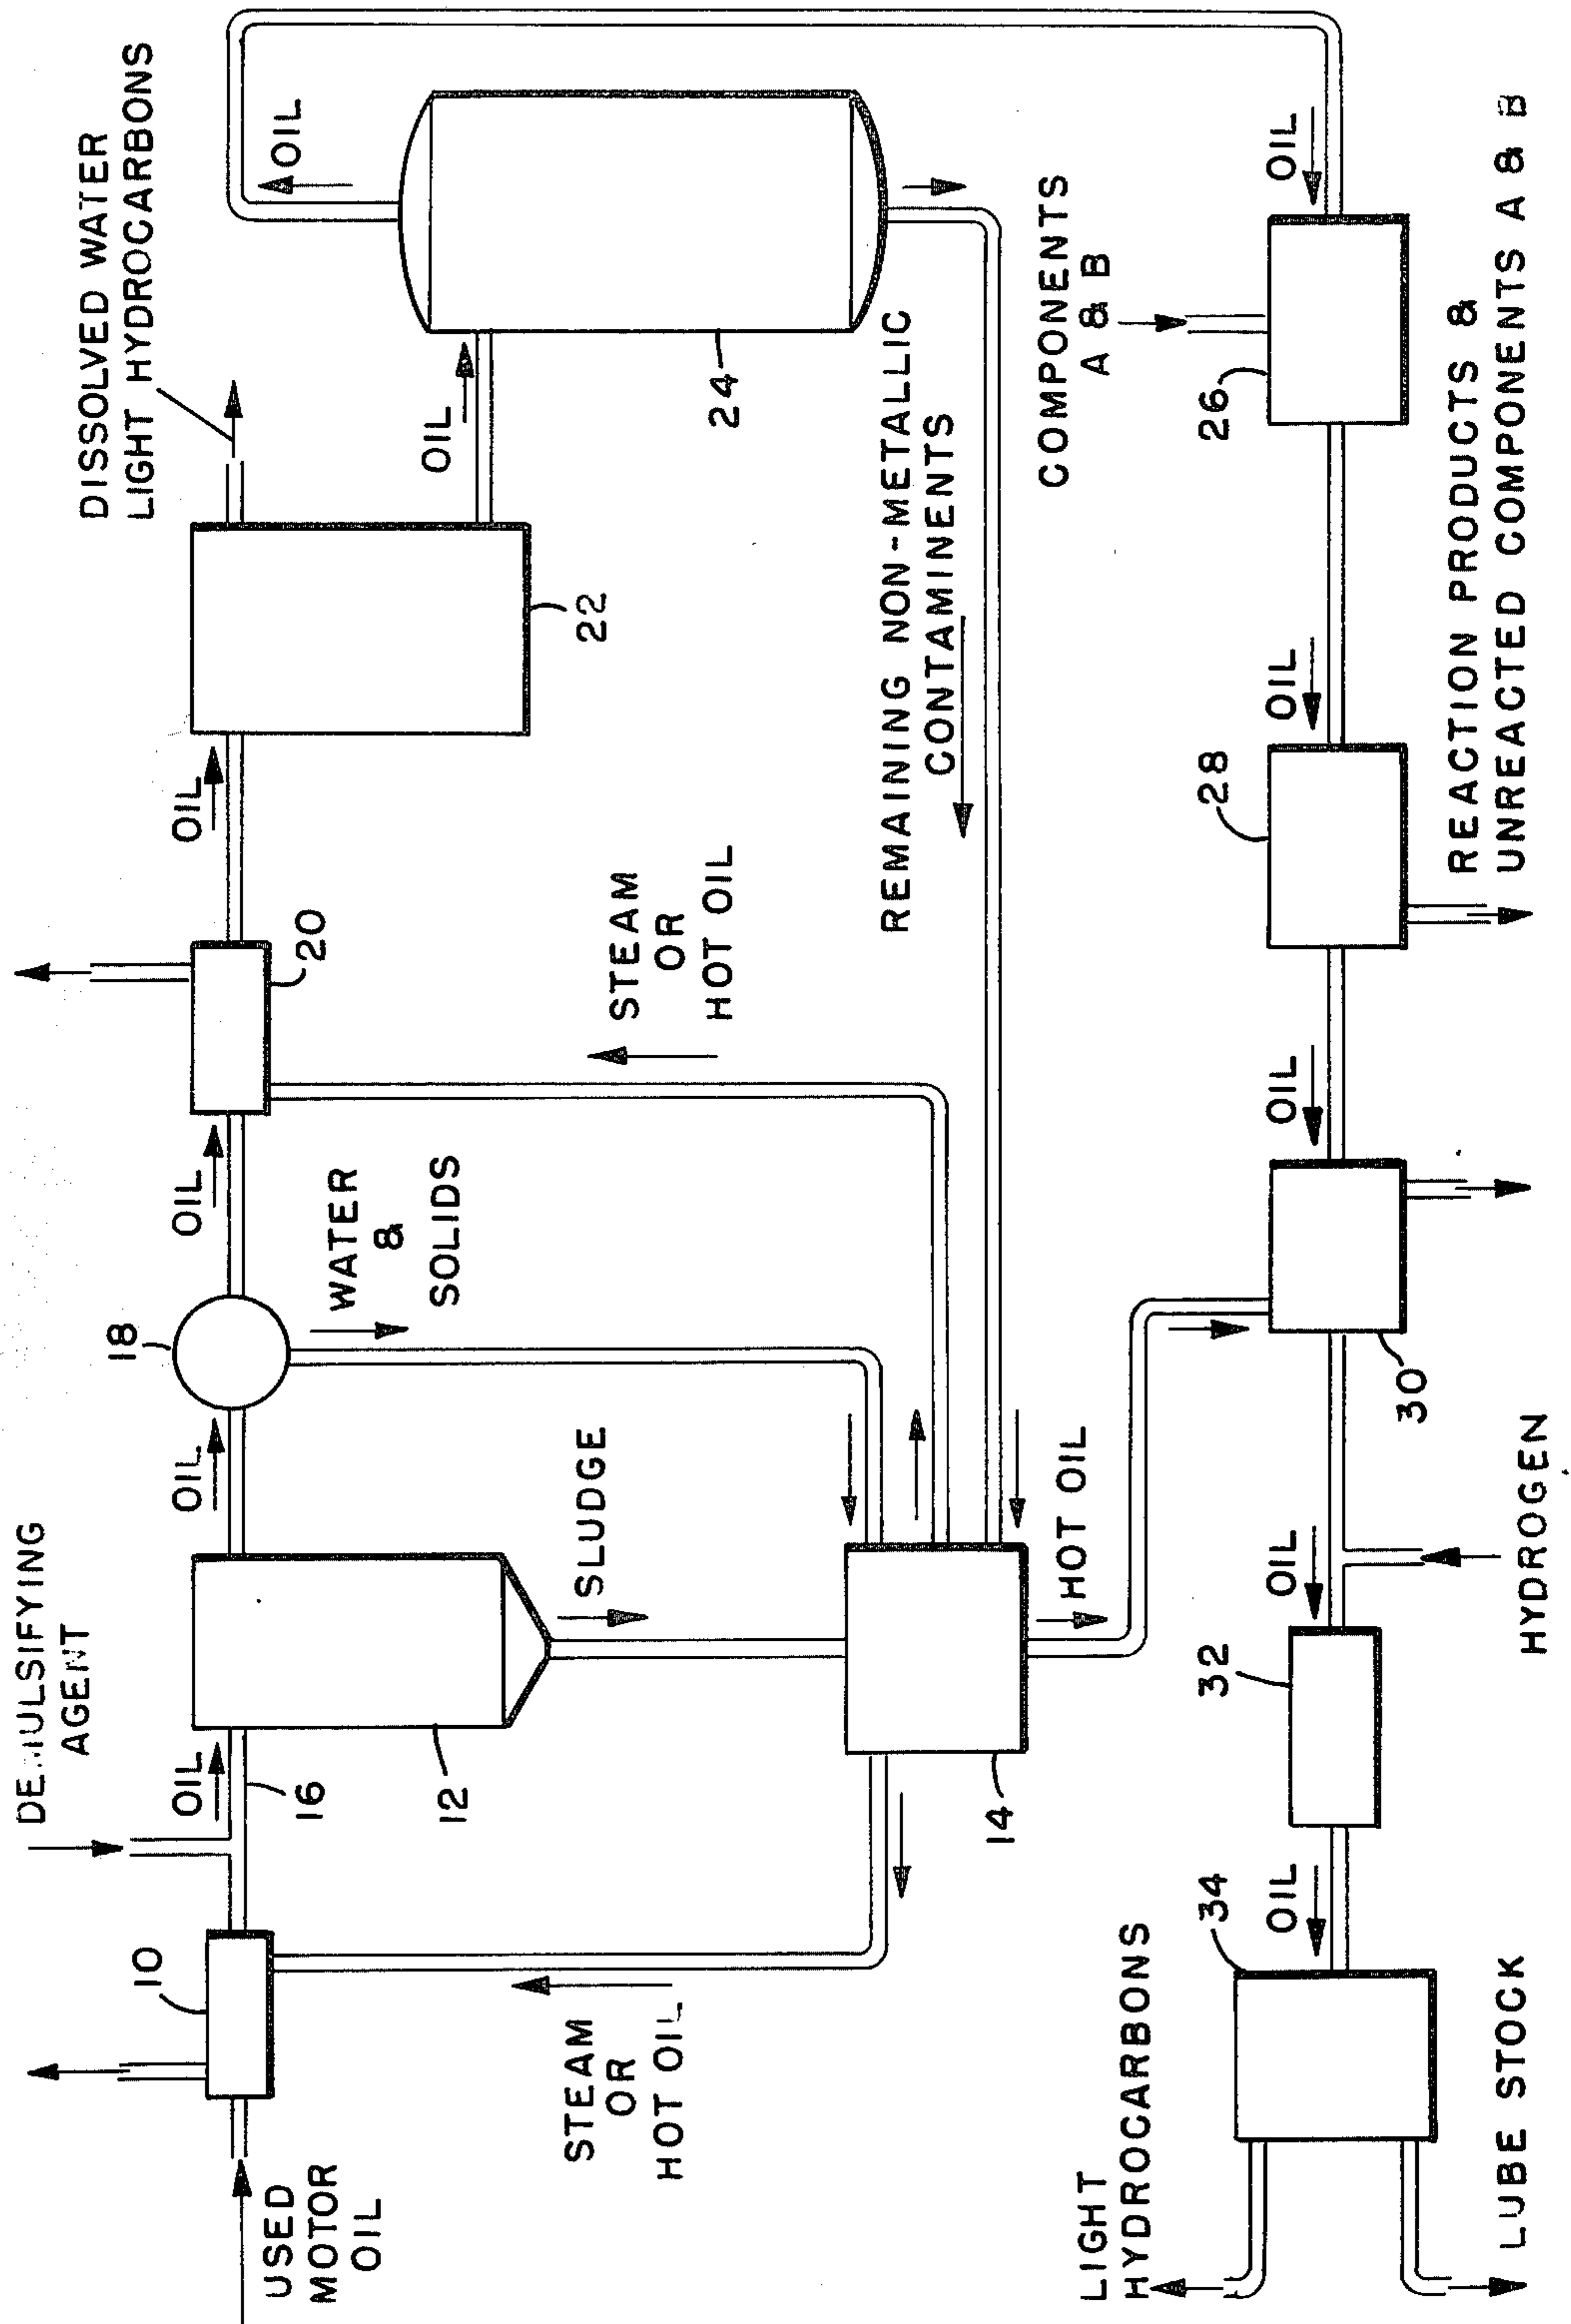 USED
MOTOR
OIL
10
DEMULSIFYING
AGENT
OIL
16
12
OIL
18
OIL
20
OIL
22
DISSOLVED WATER
LIGHT HYDROCARBONS
OIL
24
OIL
STEAM
OR
HOT OIL
SLUDGE
WATER
&
SOLIDS
STEAM
OR
HOT OIL
REMAINING NON-METALLIC
CONTAMINENTS
14
HOT OIL
COMPONENTS
A & B
OIL
26
OIL
28
REACTION PRODUCTS &
UNREACTED COMPONENTS A & B
OIL
30
HYDROGEN
OIL
32
OIL
34
LIGHT
HYDROCARBONS
LUBE STOCK